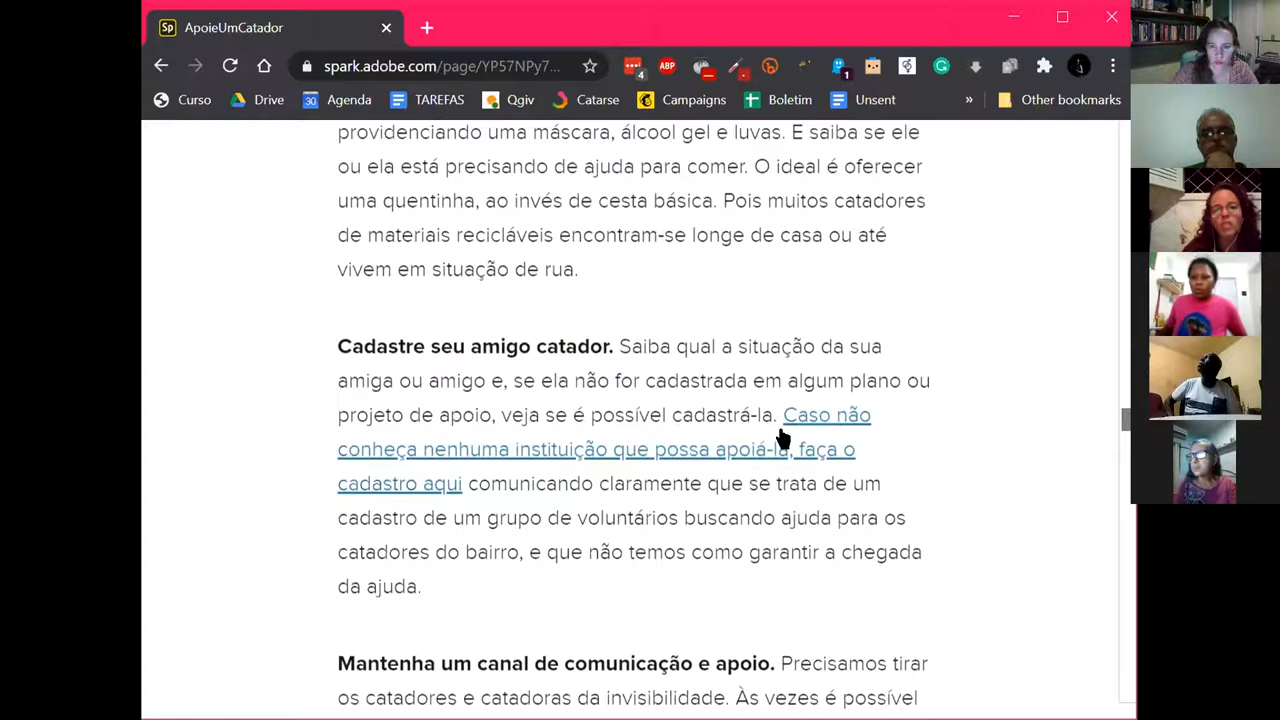 ApoieUmCatador
spark.adobe.com/page/YP57NPy7...
ABP
4
1
Curso
Drive
Agenda
TAREFAS
Qgiv
Catarse
Campaigns
Boletim
Unsent
»
Other bookmarks
providenciando uma máscara, álcool gel e luvas. E saiba se ele
ou ela está precisando de ajuda para comer. O ideal é oferecer
uma quentinha, ao invés de cesta básica. Pois muitos catadores
de materiais recicláveis encontram-se longe de casa ou até
vivem em situação de rua.
Cadastre seu amigo catador. Saiba qual a situação da sua
amiga ou amigo e, se ela não for cadastrada em algum plano ou
projeto de apoio, veja se é possível cadastrá-la. Caso não
conheça nenhuma instituição que possa apoiá-la, faça o
cadastro aqui comunicando claramente que se trata de um
cadastro de um grupo de voluntários buscando ajuda para os
catadores do bairro, e que não temos como garantir a chegada
da ajuda.
Mantenha um canal de comunicação e apoio. Precisamos tirar
os catadores e catadoras da invisibilidade. Às vezes é possível